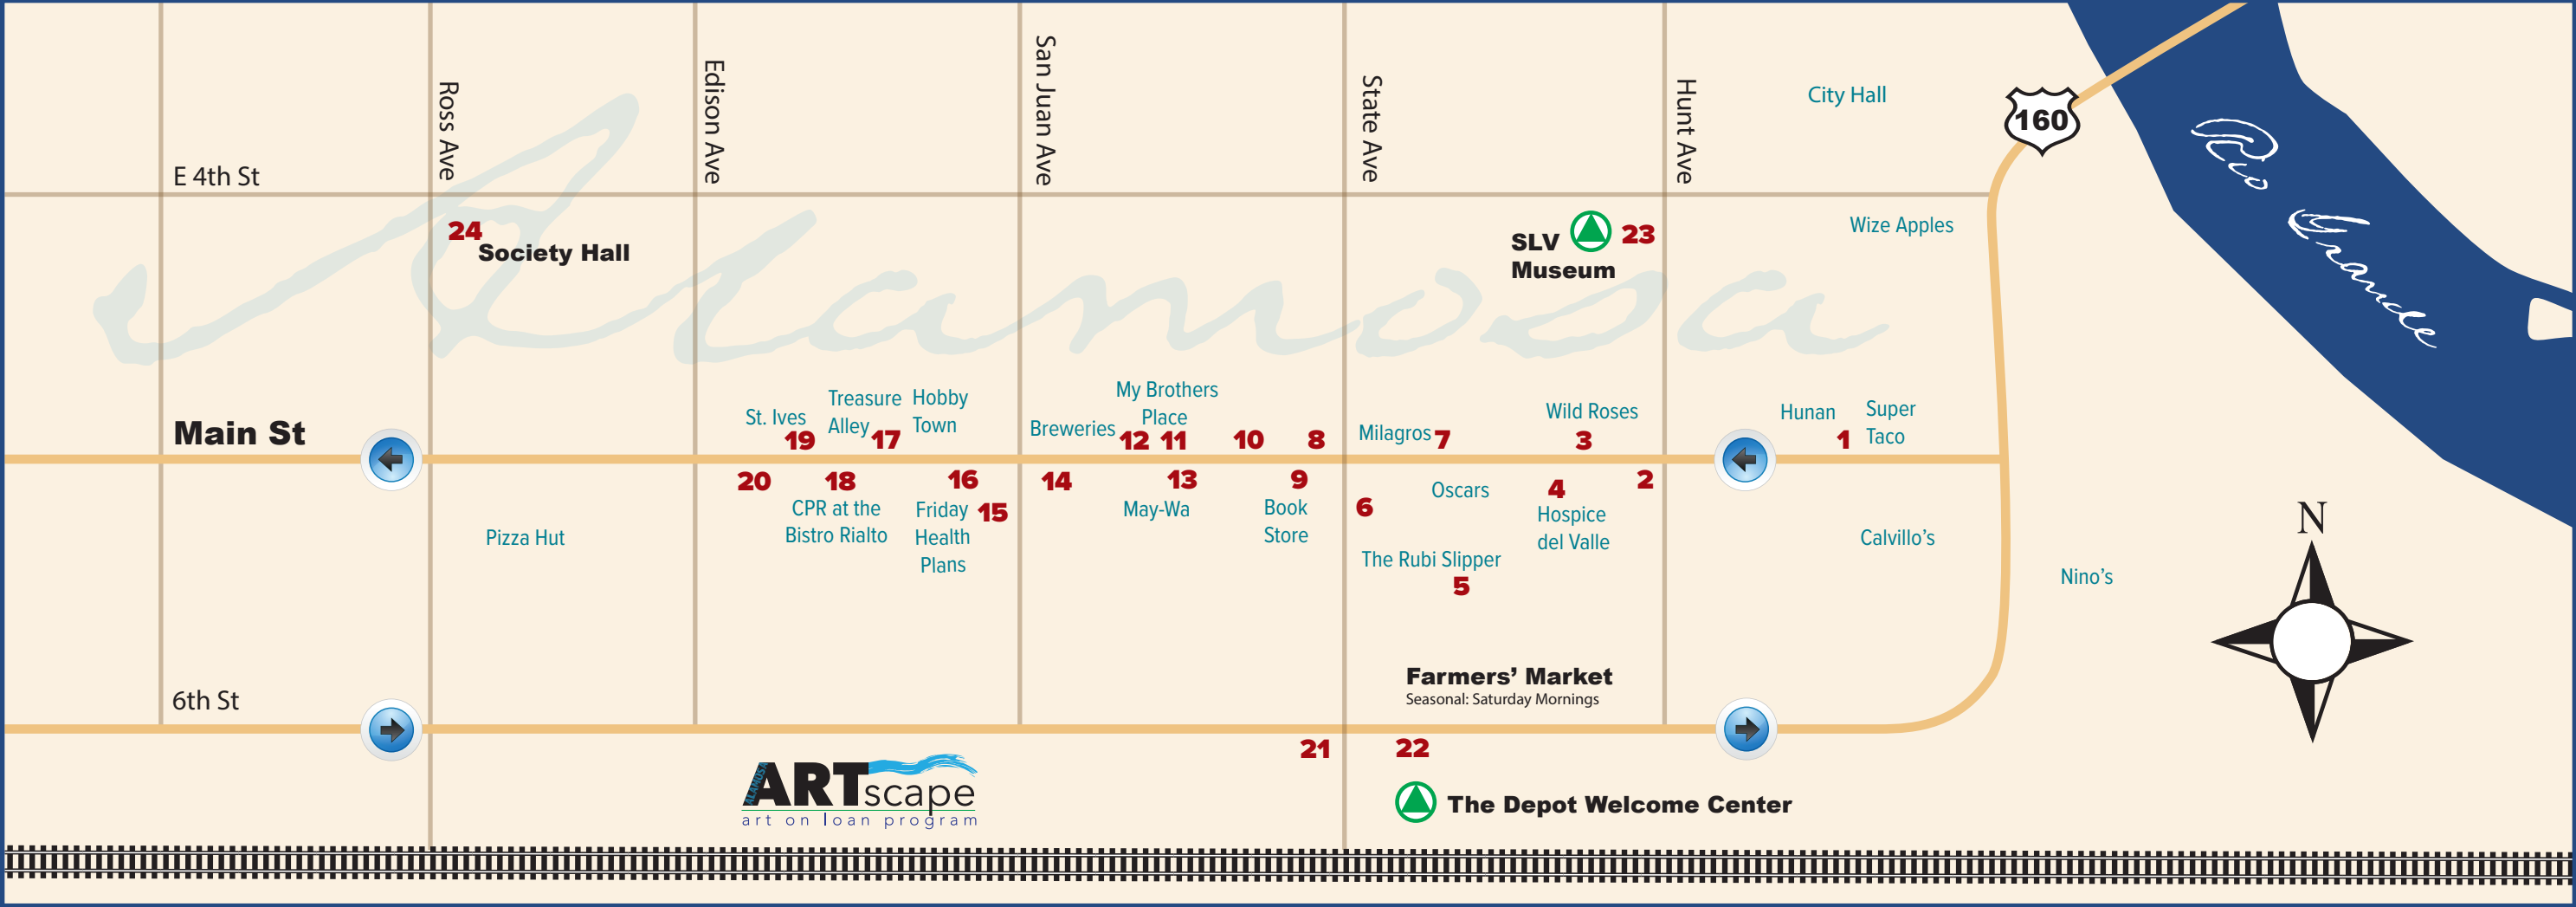 Ross Ave
Edison Ave
San Juan Ave
State Ave
Hunt Ave
City Hall
160
Rio Grande
E 4th St
24
Society Hall
SLV
Museum
23
Wize Apples
Alamosa
Main St
St. Ives
19
Treasure
Alley
17
Hobby
Town
Breweries
12
My Brothers
Place
11
10
8
Milagros
7
Wild Roses
3
Hunan
1
Super
Taco
20
18
CPR at the
Bistro Rialto
16
Friday
Health
Plans
15
14
13
May-Wa
9
Book
Store
6
Oscars
4
Hospice
del Valle
2
The Rubi Slipper
5
Pizza Hut
Calvillo’s
Nino’s
N
Farmers’ Market
Seasonal: Saturday Mornings
6th St
21
22
ALAMOSA
ARTscape
art on loan program
The Depot Welcome Center